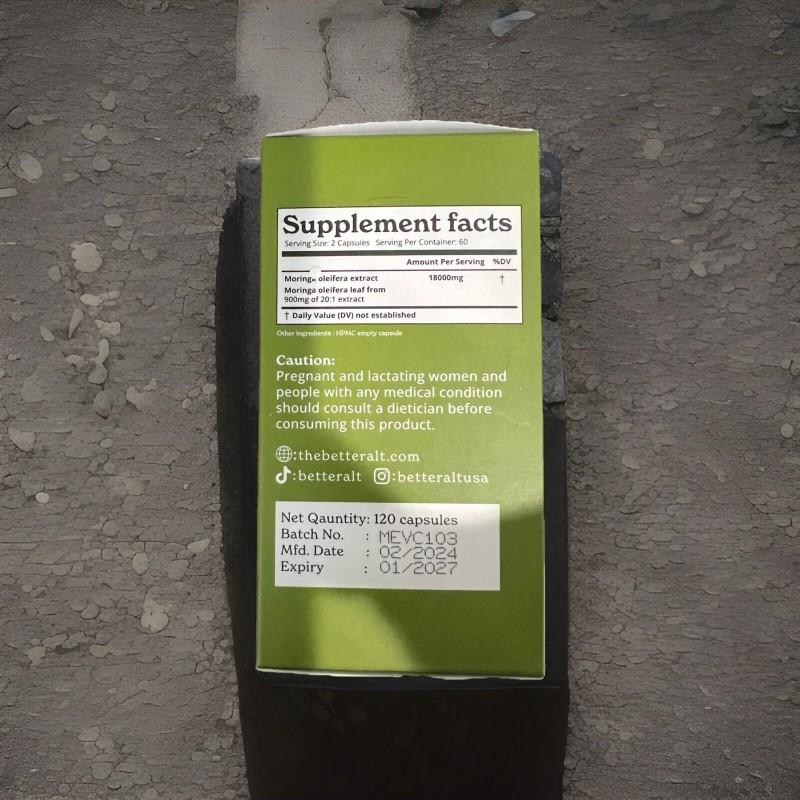 Supplement facts
Serving Size: 2 Capsules Serving Per Container: 60
Amount Per Serving %DV
Moringa oleifera extract 18000mg †
Moringa oleifera leaf from
900mg of 20:1 extract
† Daily Value (DV) not established
Other ingredients : HPMC empty capsule
Caution:
Pregnant and lactating women and
people with any medical condition
should consult a dietician before
consuming this product.
:thebetteralt.com
:betteralt :betteraltusa
Net Qauntity: 120 capsules
Batch No. : MEVC103
Mfd. Date : 02/2024
Expiry : 01/2027